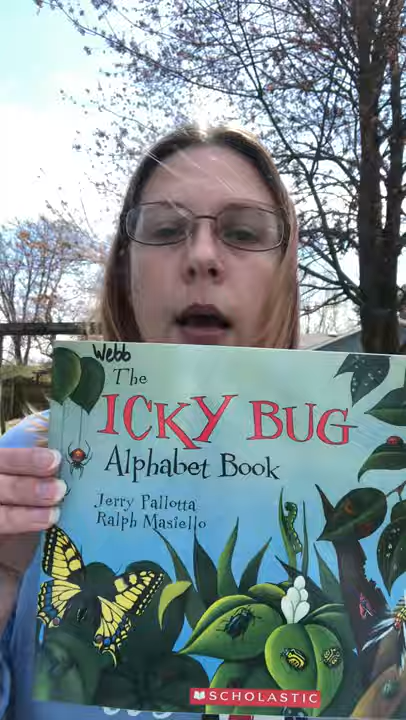 Webb
The
ICKY BUG
Alphabet Book
Jerry Pallotta
Ralph Masiello
SCHOLASTIC